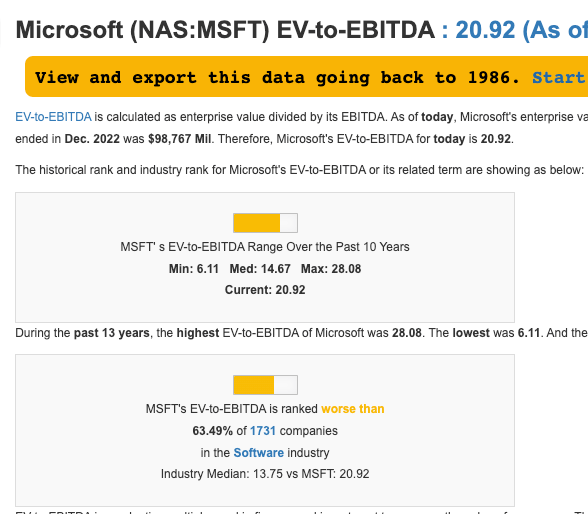 Microsoft (NAS:MSFT) EV-to-EBITDA : 20.92 (As of
View and export this data going back to 1986. Start
EV-to-EBITDA is calculated as enterprise value divided by its EBITDA. As of today, Microsoft's enterprise va
ended in Dec. 2022 was $98,767 Mil. Therefore, Microsoft's EV-to-EBITDA for today is 20.92.
The historical rank and industry rank for Microsoft's EV-to-EBITDA or its related term are showing as below:
MSFT' s EV-to-EBITDA Range Over the Past 10 Years
Min: 6.11 Med: 14.67 Max: 28.08
Current: 20.92
During the past 13 years, the highest EV-to-EBITDA of Microsoft was 28.08. The lowest was 6.11. And the
MSFT's EV-to-EBITDA is ranked worse than
63.49% of 1731 companies
in the Software industry
Industry Median: 13.75 vs MSFT: 20.92